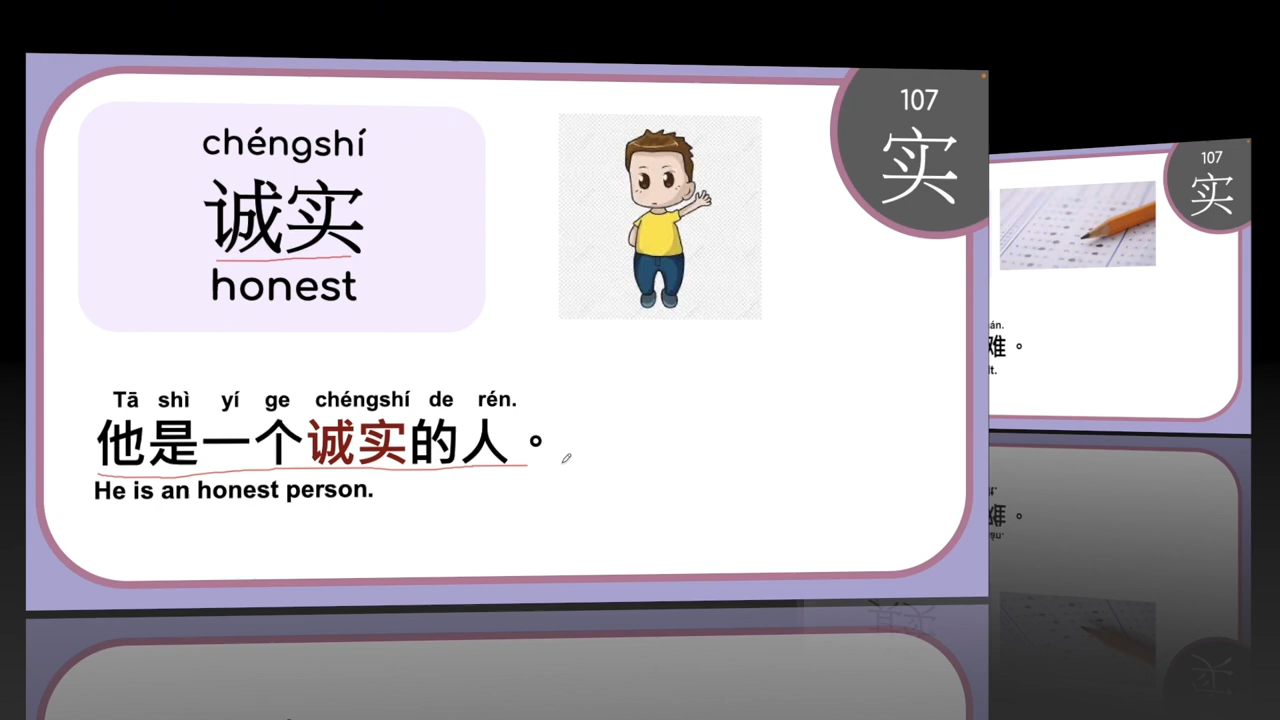 107
实
chéngshí
诚实
honest
Tā shì yí ge chéngshí de rén.
他是一个诚实的人。
He is an honest person.
107
实
难。